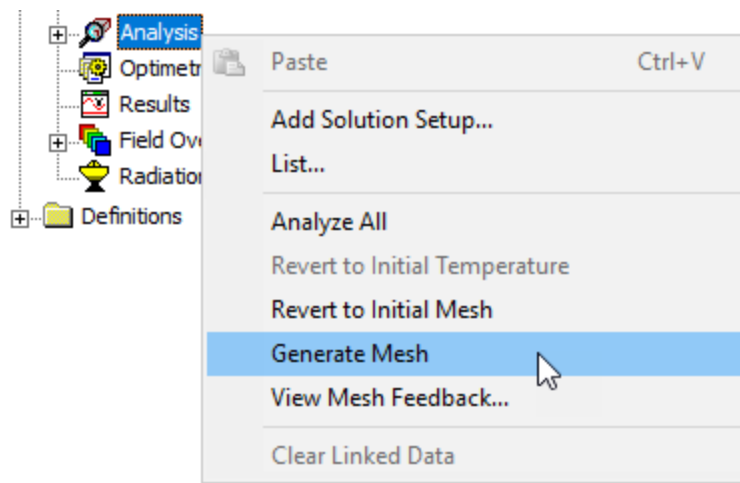 Analysis
Optimetr
Results
Field Ov
Radiation
Definitions
Paste Ctrl+V
Add Solution Setup...
List...
Analyze All
Revert to Initial Temperature
Revert to Initial Mesh
Generate Mesh
View Mesh Feedback...
Clear Linked Data